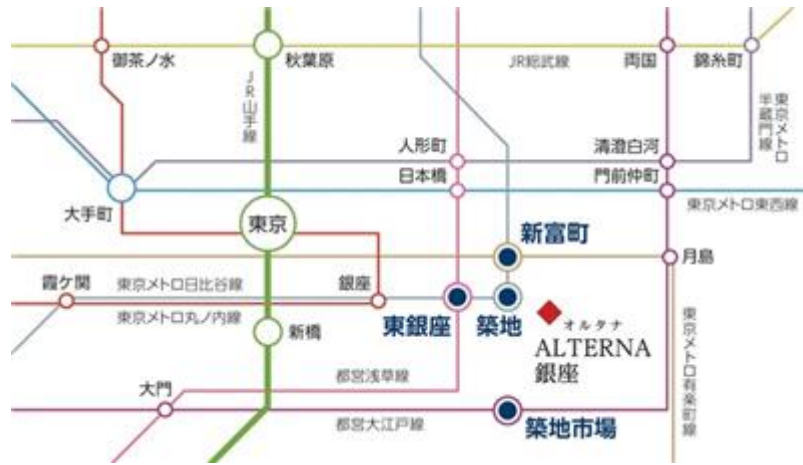 御茶ノ水
秋葉原
JR総武線
両国
錦糸町
JR山手線
東京メトロ
半蔵門線
人形町
清澄白河
日本橋
門前仲町
大手町
東京メトロ東西線
東京
新富町
月島
霞ケ関
東京メトロ日比谷線
銀座
東京メトロ丸ノ内線
東銀座
築地
新橋
オルタナ
ALTERNA
銀座
東京メトロ有楽町線
都営浅草線
大門
都営大江戸線
築地市場